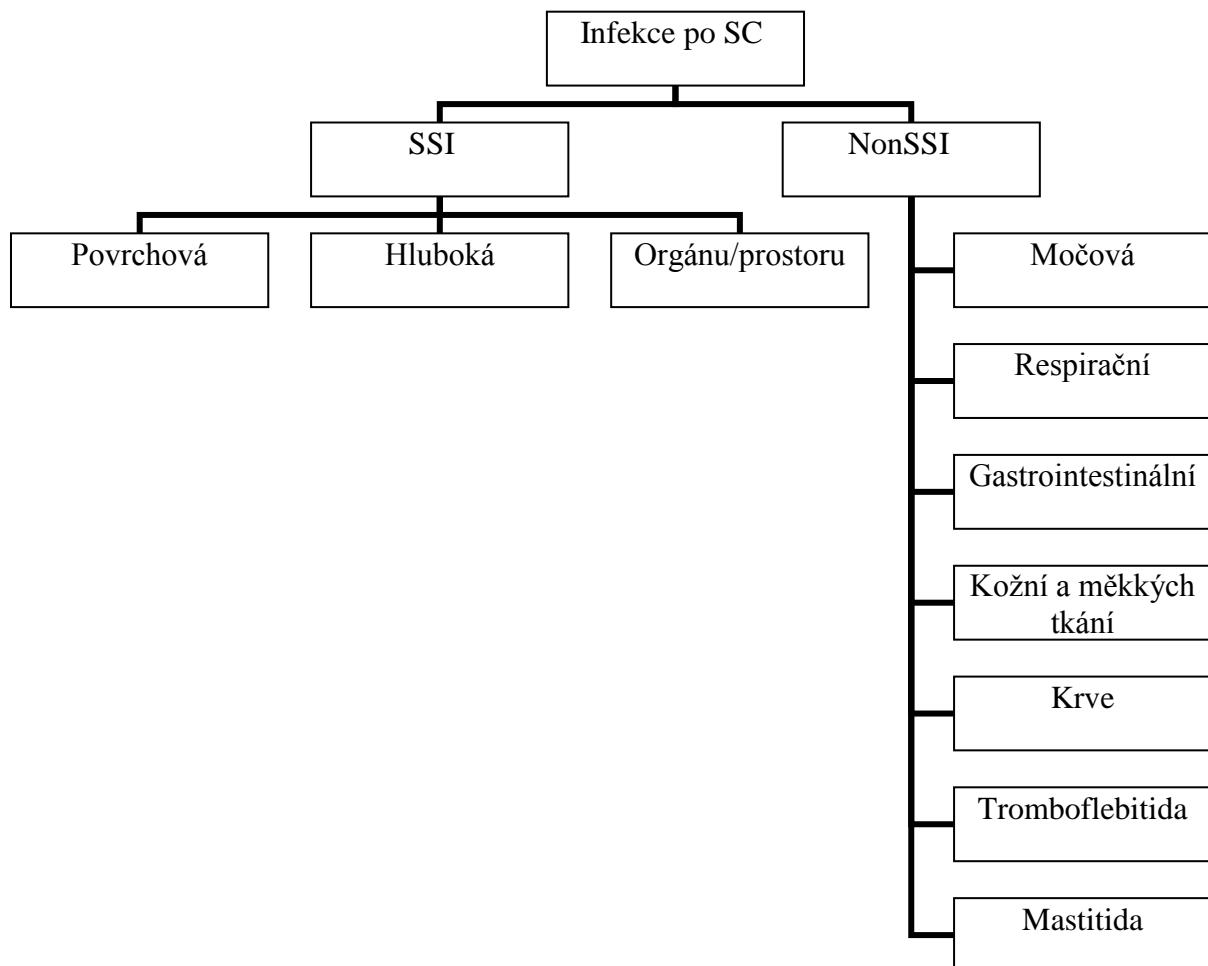 Infekce po SC
SSI
NonSSI
Povrchová
Hluboká
Orgánu/prostoru
Močová
Respirační
Gastrointestinální
Kožní a měkkých
tkání
Krve
Tromboflebitida
Mastitida